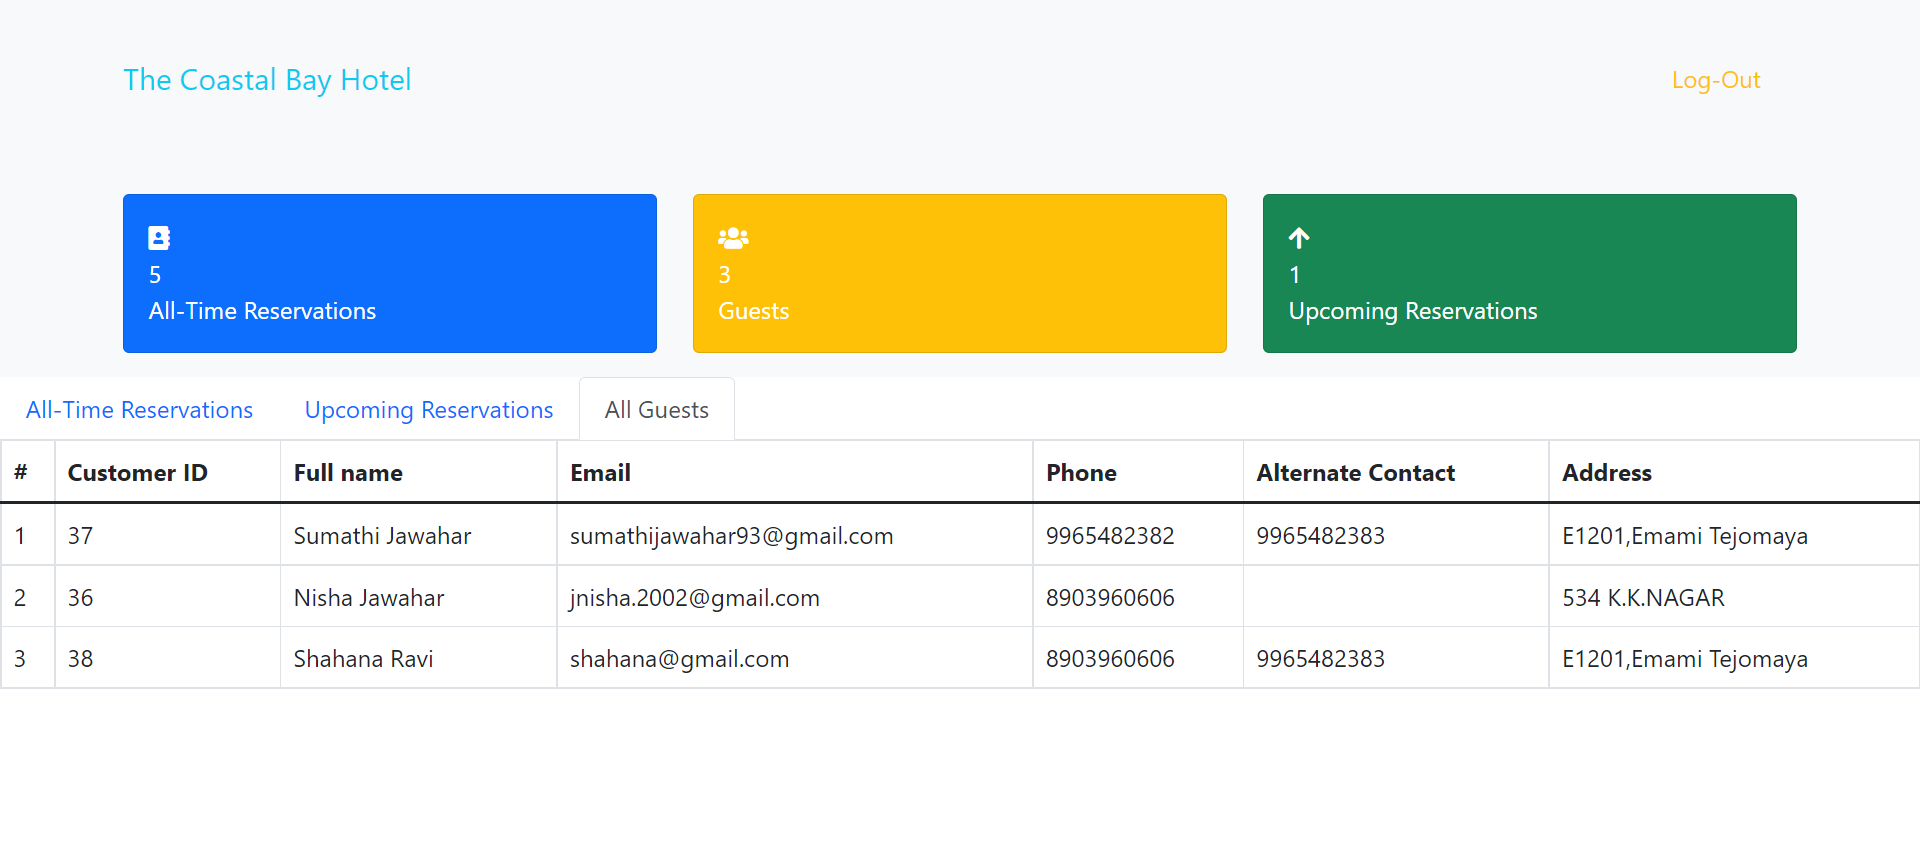 The Coastal Bay Hotel Log-Out
5 3 1
All-Time Reservations Guests Upcoming Reservations
All-Time Reservations Upcoming Reservations All Guests
# Customer ID Full name Email Phone Alternate Contact Address
1 37 Sumathi Jawahar sumathijawahar93@gmail.com 9965482382 9965482383 E1201,Emami Tejomaya
2 36 Nisha Jawahar jnisha.2002@gmail.com 8903960606 534 K.K.NAGAR
3 38 Shahana Ravi shahana@gmail.com 8903960606 9965482383 E1201,Emami Tejomaya